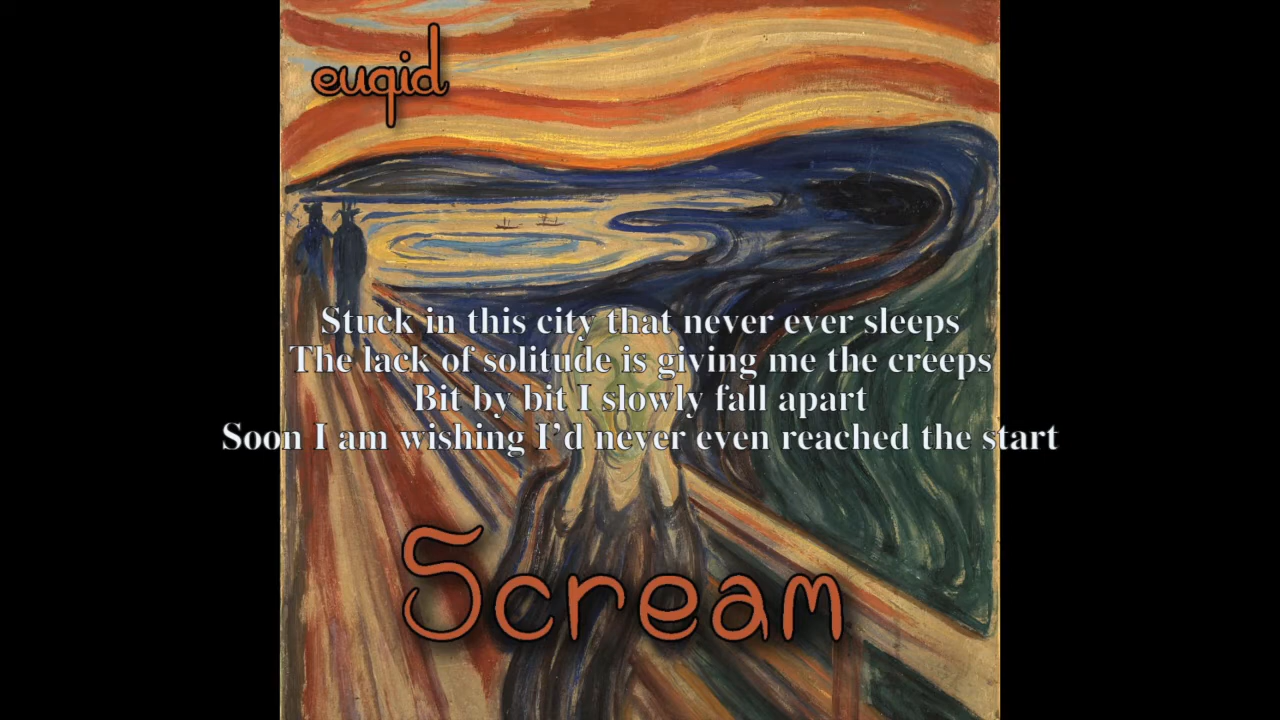 euqid
Stuck in this city that never ever sleeps
The lack of solitude is giving me the creeps
Bit by bit I slowly fall apart
Soon I am wishing I’d never even reached the start
Scream